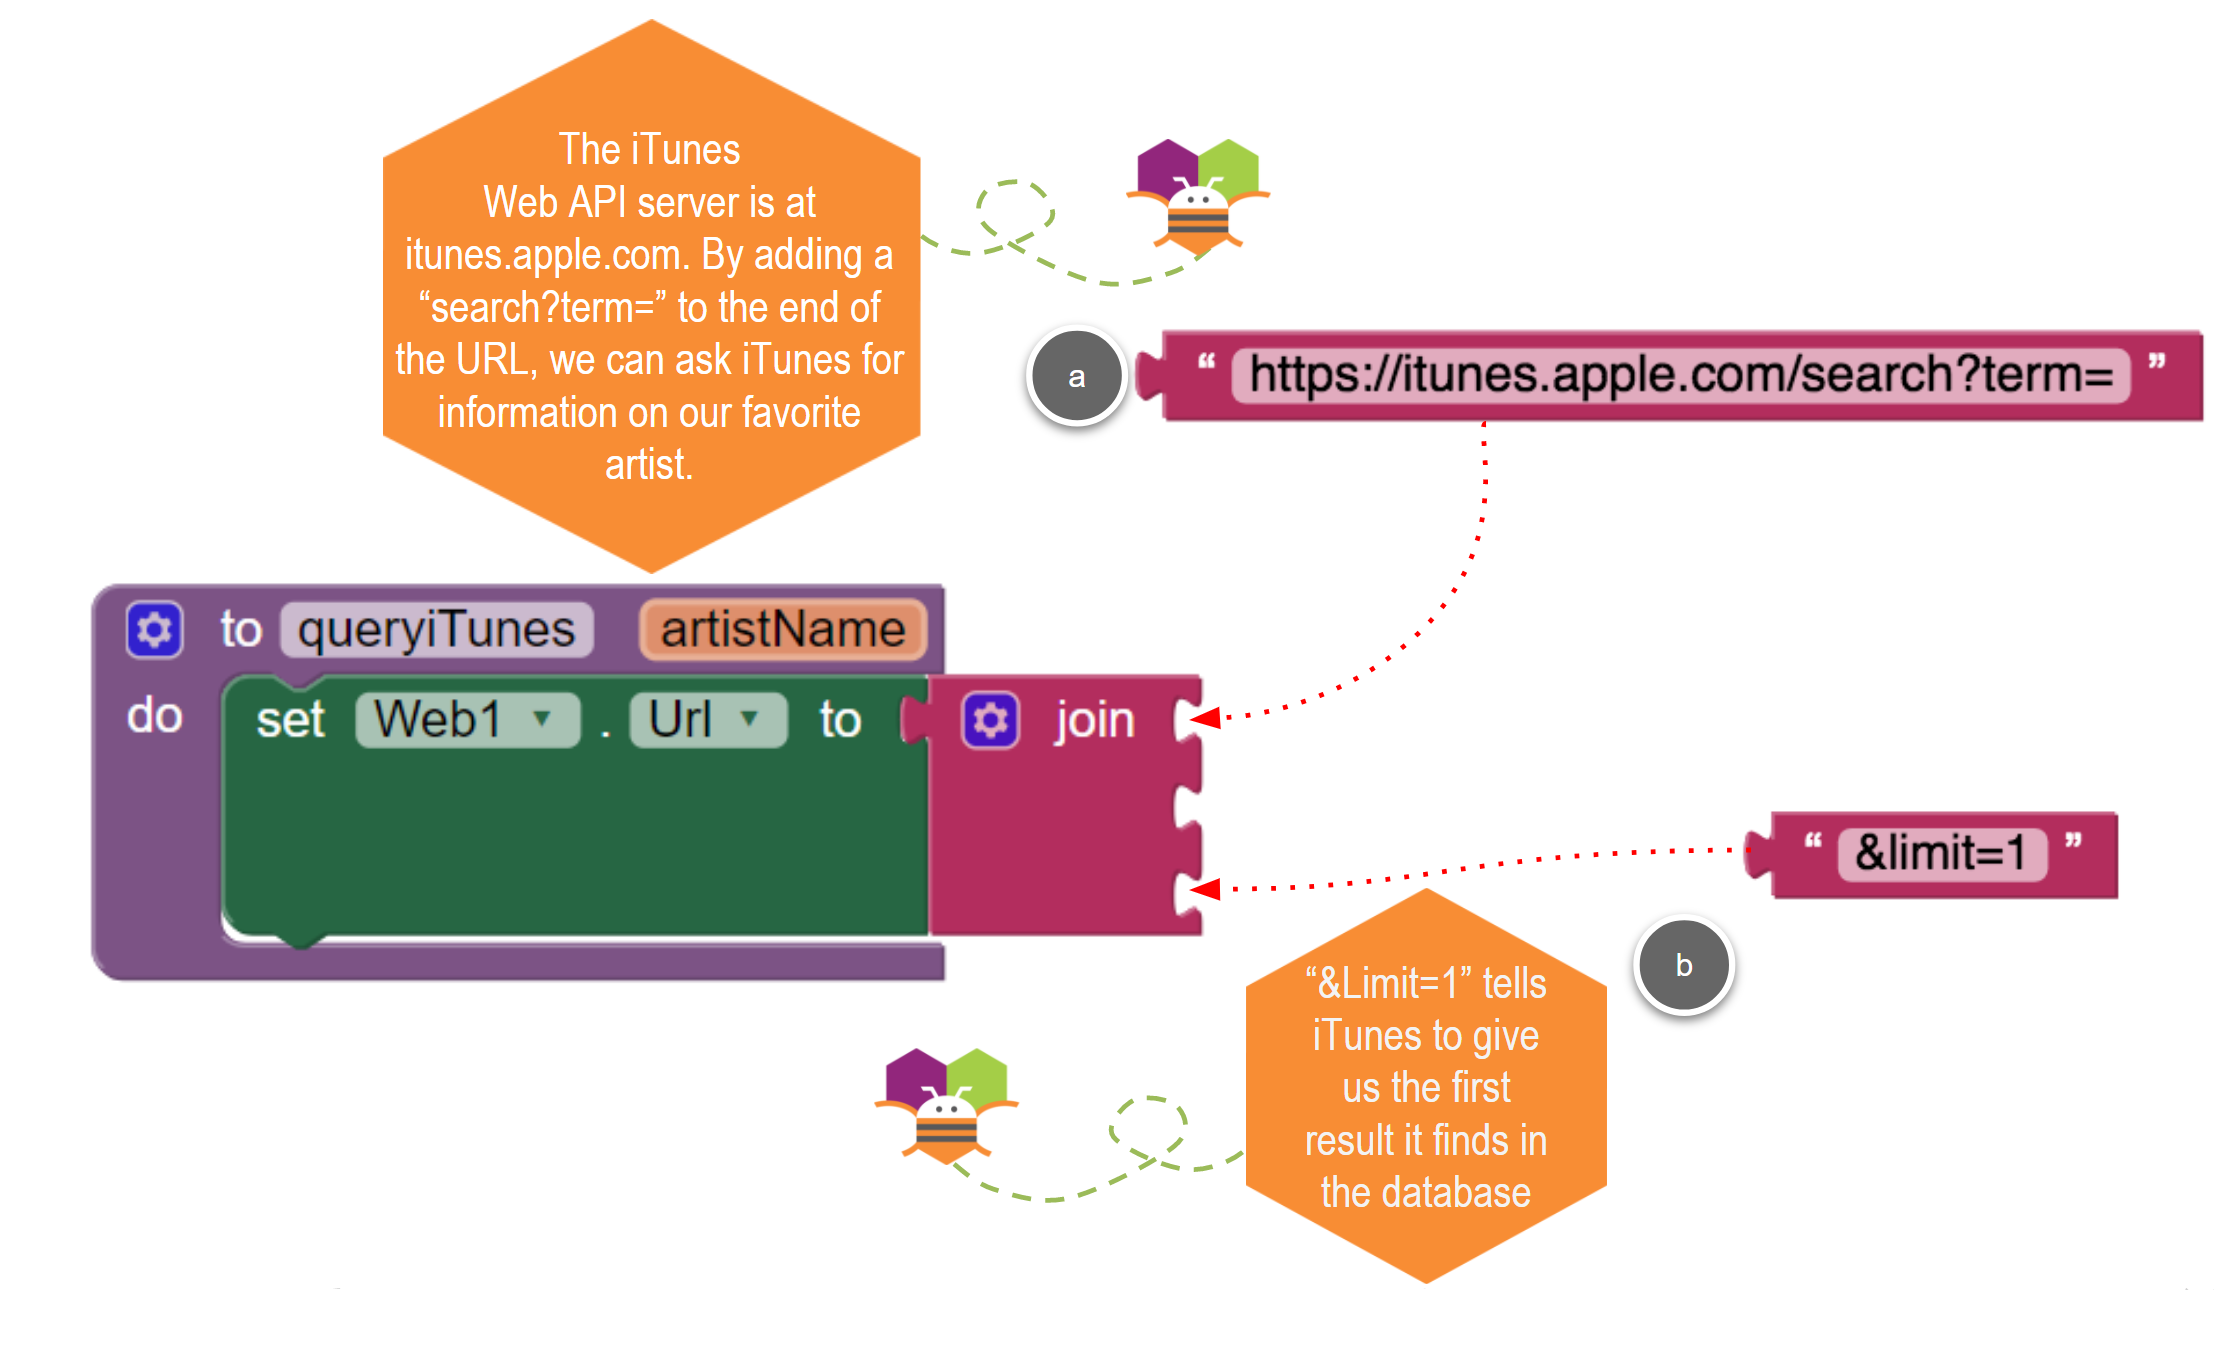 The iTunes
Web API server is at
itunes.apple.com. By adding a
“search?term=” to the end of
the URL, we can ask iTunes for
information on our favorite
artist.
a
“ https://itunes.apple.com/search?term= ”
to queryiTunes artistName
do set Web1 . Url to join
“ &limit=1 ”
b
“&Limit=1” tells
iTunes to give
us the first
result it finds in
the database